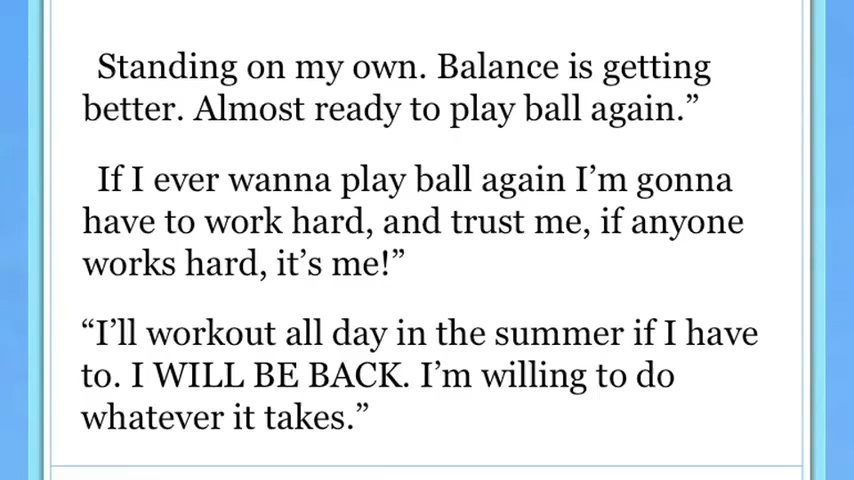 Standing on my own. Balance is getting
better. Almost ready to play ball again.”
If I ever wanna play ball again I’m gonna
have to work hard, and trust me, if anyone
works hard, it’s me!”
“I’ll workout all day in the summer if I have
to. I WILL BE BACK. I’m willing to do
whatever it takes.”